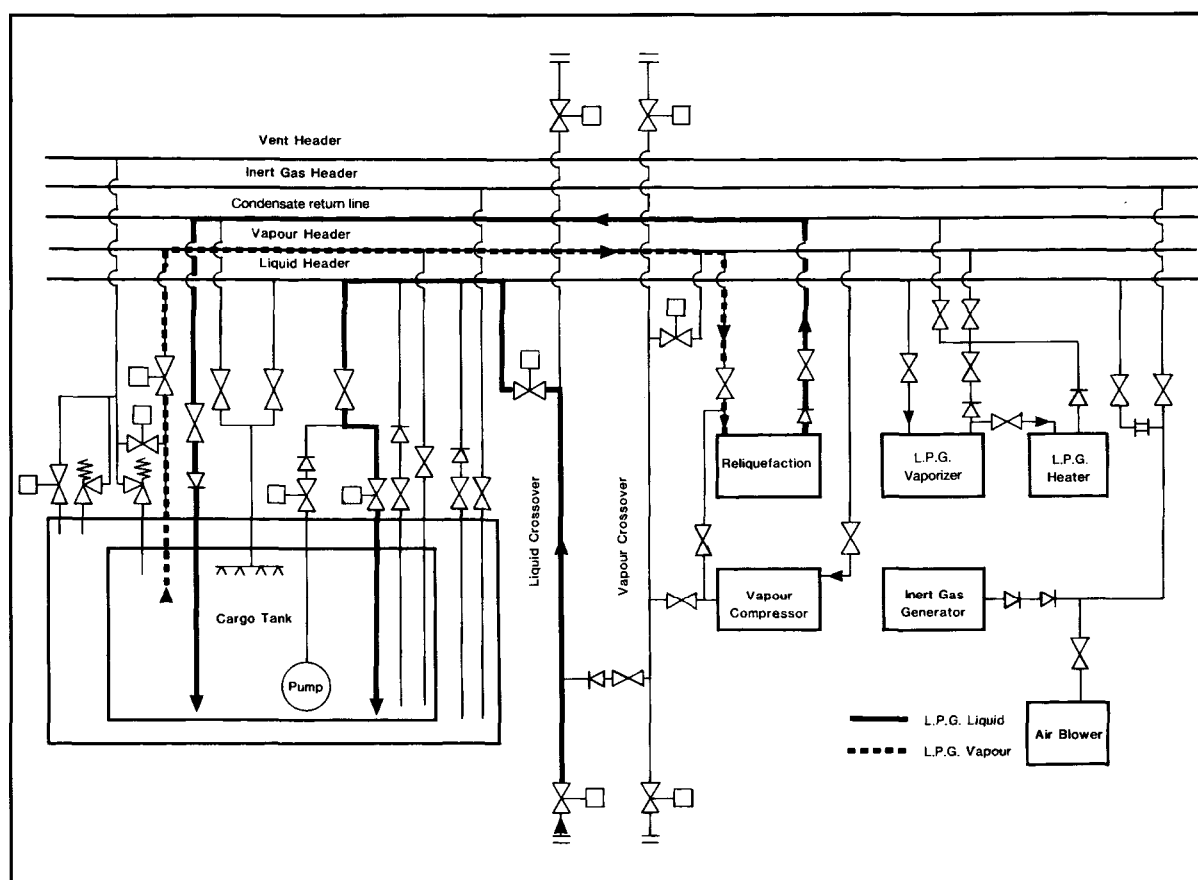 Vent Header
Inert Gas Header
Condensate return line
Vapour Header
Liquid Header
Liquid Crossover
Vapour Crossover
Reliquefaction
L.P.G.
Vaporizer
L.P.G.
Heater
Cargo Tank
Pump
Vapour
Compressor
Inert Gas
Generator
Air Blower
L.P.G. Liquid
L.P.G. Vapour